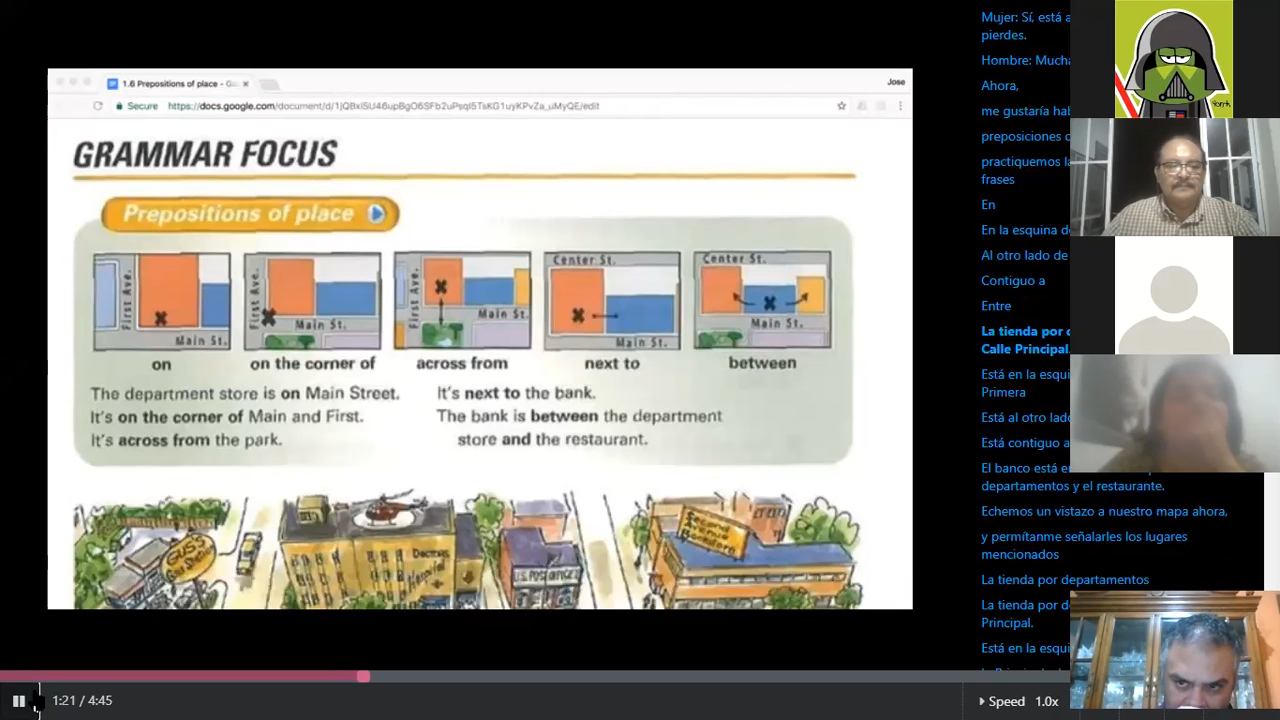 1.6 Prepositions of place - G
Jose
Secure
GRAMMAR FOCUS
Prepositions of place
First Ave.
Main St.
First Ave.
Main St.
First Ave.
Main St.
Center St.
Main St.
Center St.
Main St.
on
on the corner of
across from
next to
between
The department store is on Main Street.
It's on the corner of Main and First.
It's across from the park.
It's next to the bank.
The bank is between the department
store and the restaurant.
GUS'S
1:21 / 4:45
Speed 1.0x
Mujer: Sí, está a
pierdes.
Hombre: Mucha
Ahora,
me gustaría hab
preposiciones
practiquemos la
frases
En
En la esquina de
Al otro lado de
Contiguo a
Entre
La tienda por
Calle Principal.
Está en la esqui
Primera
Está al otro lado
Está contiguo a
El banco está
departamentos y el restaurante.
Echemos un vistazo a nuestro mapa ahora,
y permítanme señalarles los lugares
mencionados
La tienda por departamentos
La tienda por de
Principal.
Está en la esqui